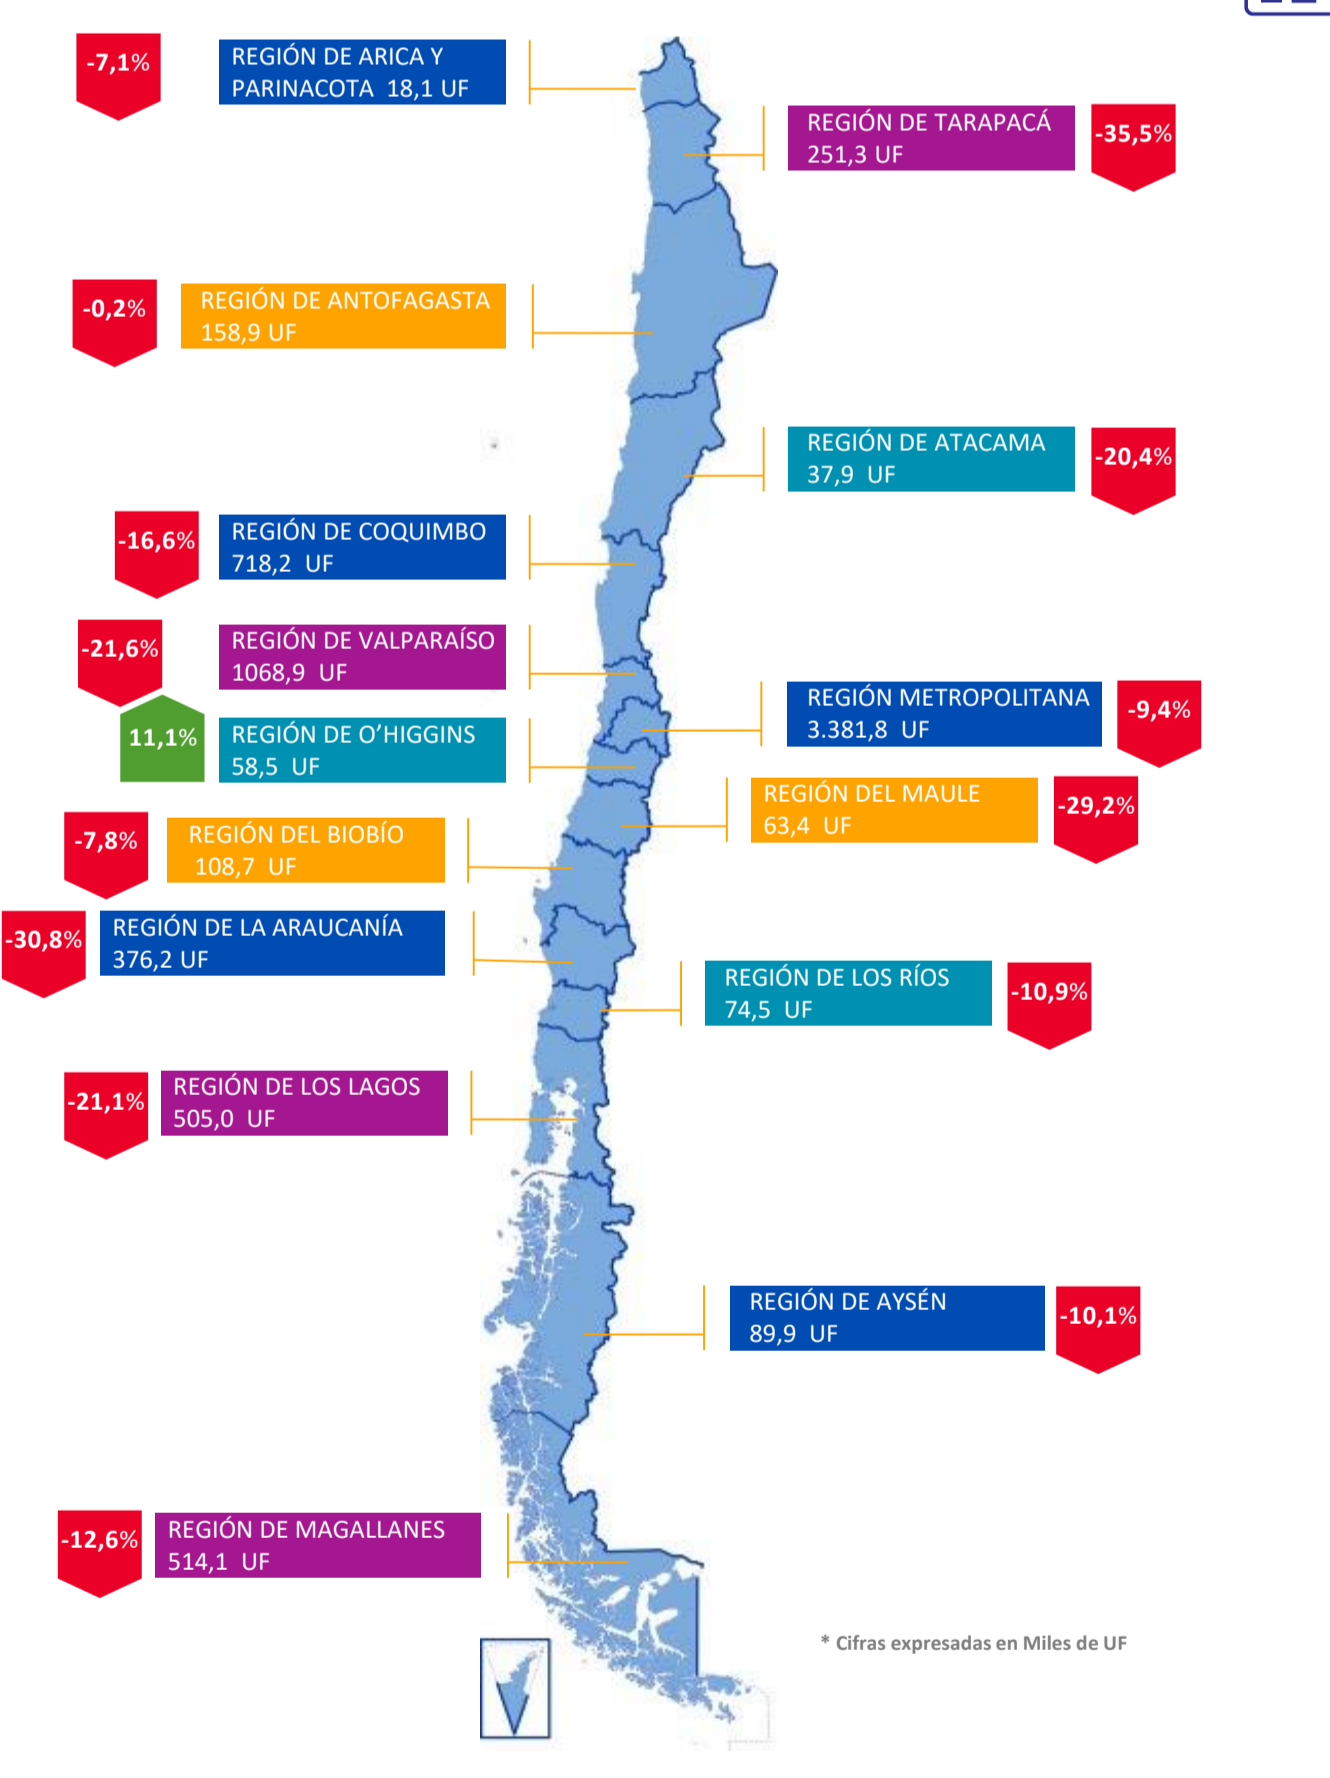 -7,1%
REGIÓN DE ARICA Y
PARINACOTA 18,1 UF
REGIÓN DE TARAPACÁ
251,3 UF
-35,5%
-0,2%
REGIÓN DE ANTOFAGASTA
158,9 UF
REGIÓN DE ATACAMA
37,9 UF
-20,4%
-16,6%
REGIÓN DE COQUIMBO
718,2 UF
-21,6%
REGIÓN DE VALPARAÍSO
1068,9 UF
REGIÓN METROPOLITANA
3.381,8 UF
-9,4%
11,1%
REGIÓN DE O’HIGGINS
58,5 UF
REGIÓN DEL MAULE
63,4 UF
-29,2%
-7,8%
REGIÓN DEL BIOBÍO
108,7 UF
-30,8%
REGIÓN DE LA ARAUCANÍA
376,2 UF
REGIÓN DE LOS RÍOS
74,5 UF
-10,9%
-21,1%
REGIÓN DE LOS LAGOS
505,0 UF
REGIÓN DE AYSÉN
89,9 UF
-10,1%
-12,6%
REGIÓN DE MAGALLANES
514,1 UF
* Cifras expresadas en Miles de UF